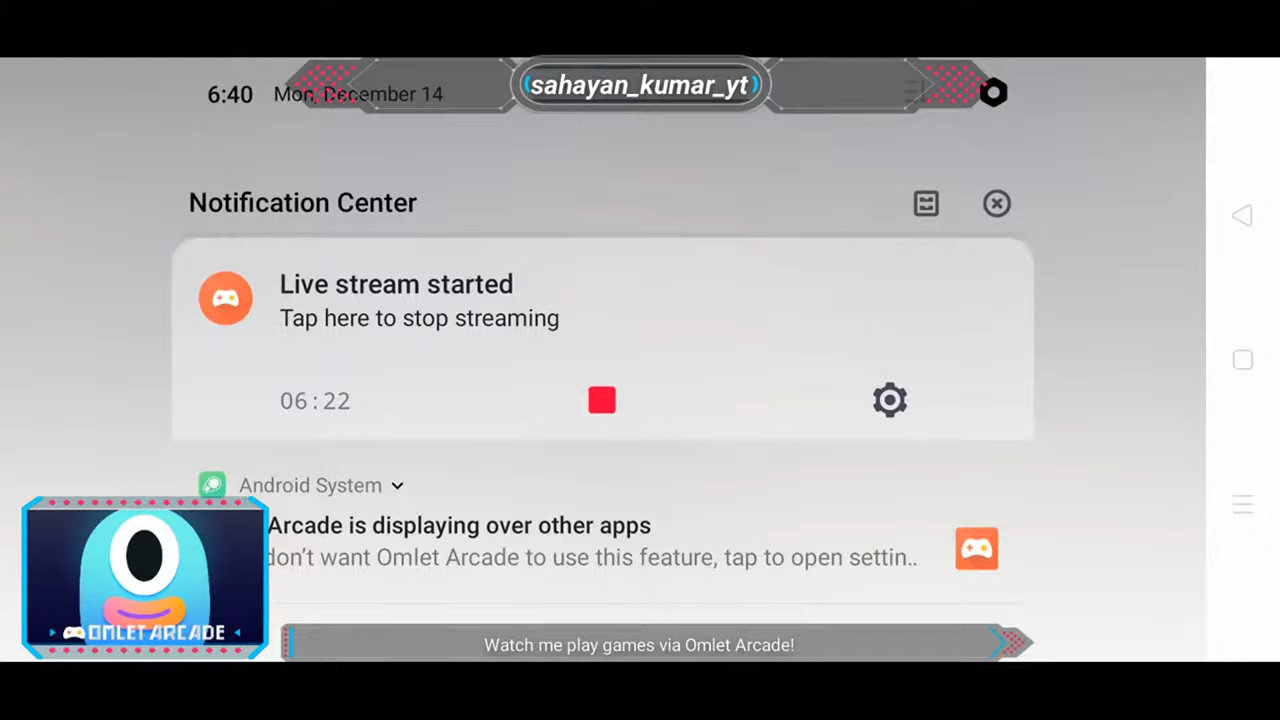 sahayan_kumar_yt
6:40 Mon, December 14
Notification Center
Live stream started
Tap here to stop streaming
06:22
Android System
Arcade is displaying over other apps
don't want Omlet Arcade to use this feature, tap to open settin..
OMLET ARCADE
Watch me play games via Omlet Arcade!